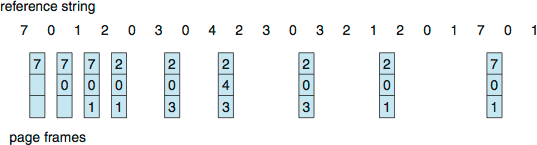 reference string
7 0 1 2 0 3 0 4 2 3 0 3 2 1 2 0 1 7 0 1
7 7 7 2 2 2 2 2 7
0 0 0 0 4 0 0 0
1 1 3 3 3 1 1
page frames